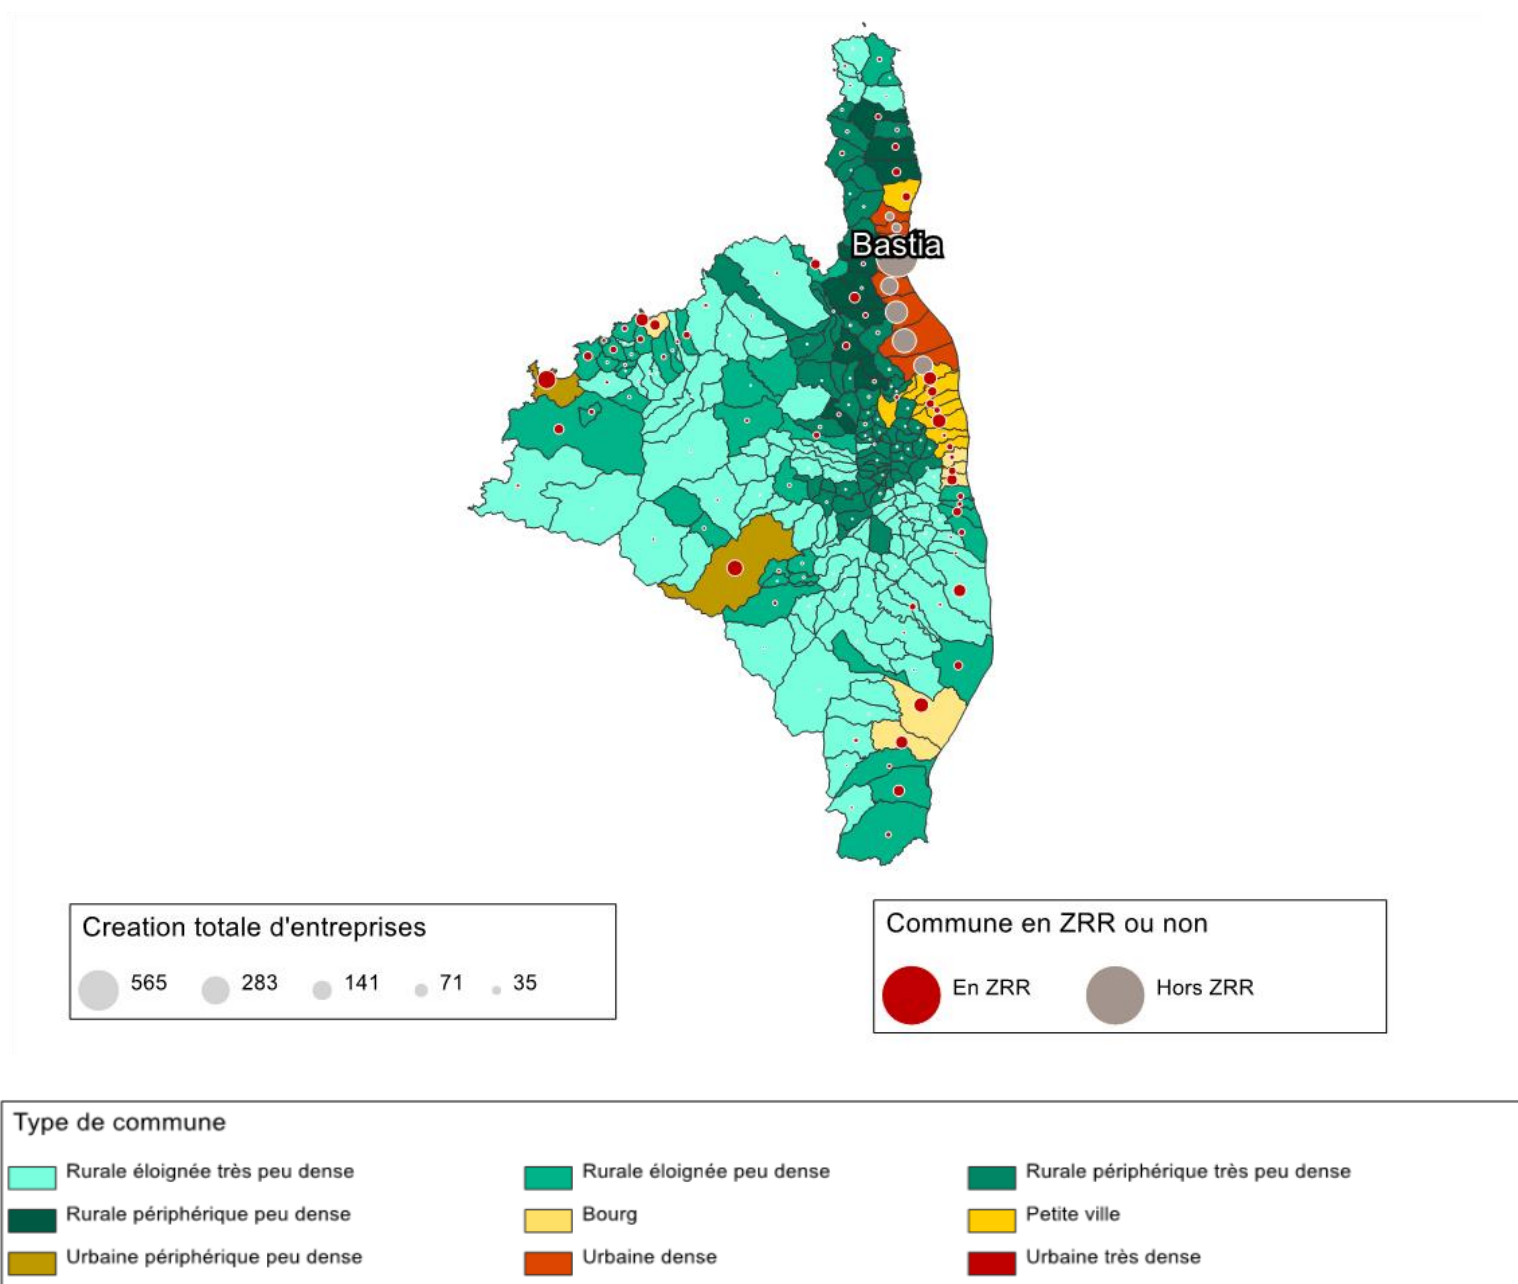 Bastia
Creation totale d'entreprises
565 283 141 71 35
Commune en ZRR ou non
En ZRR Hors ZRR
Type de commune
Rurale éloignée très peu dense Rurale éloignée peu dense Rurale périphérique très peu dense
Rurale périphérique peu dense Bourg Petite ville
Urbaine périphérique peu dense Urbaine dense Urbaine très dense